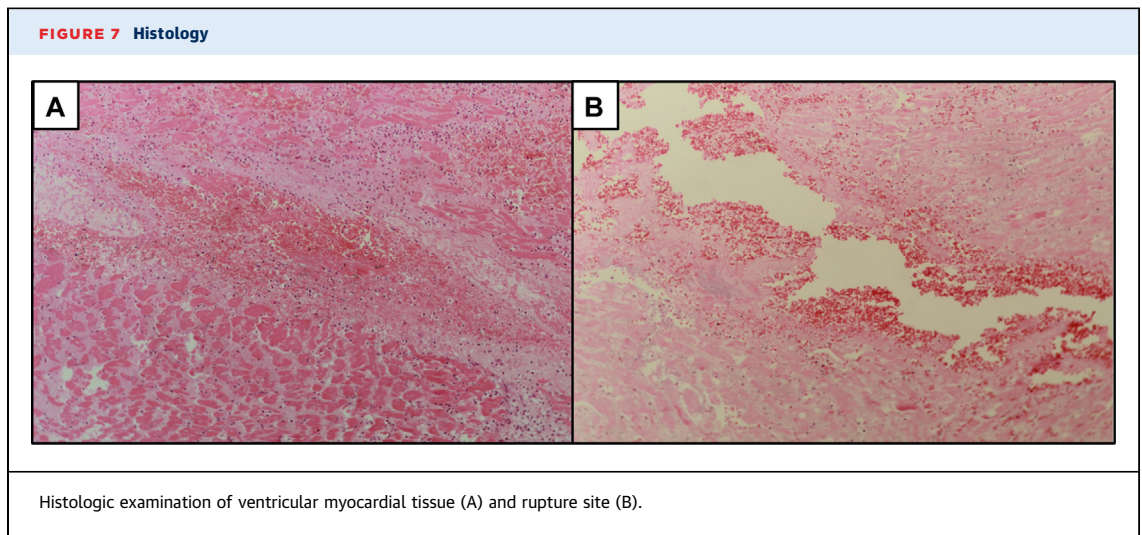 FIGURE 7 Histology
A
B
Histologic examination of ventricular myocardial tissue (A) and rupture site (B).